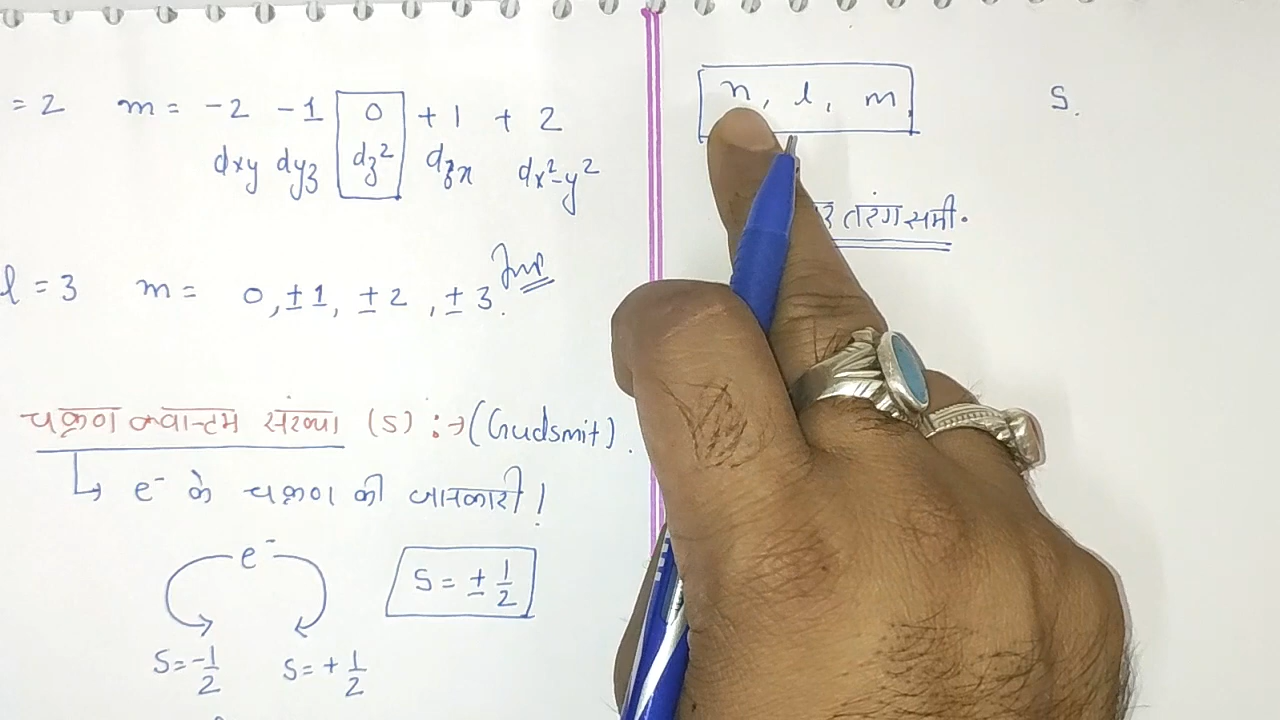 = 2 m = -2 -1 0 +1 +2
dxy dyz dz² dzx dx²-y²
l = 3 m = 0, ±1, ±2, ±3. Imp
चक्रण क्वान्टम संख्या (s) :→ (Gudsmit).
↳ e⁻ के चक्रण की जानकारी!
e⁻ S = ± 1/2
S = -1/2 S = + 1/2
n, l, m. S.
तरंग समी.